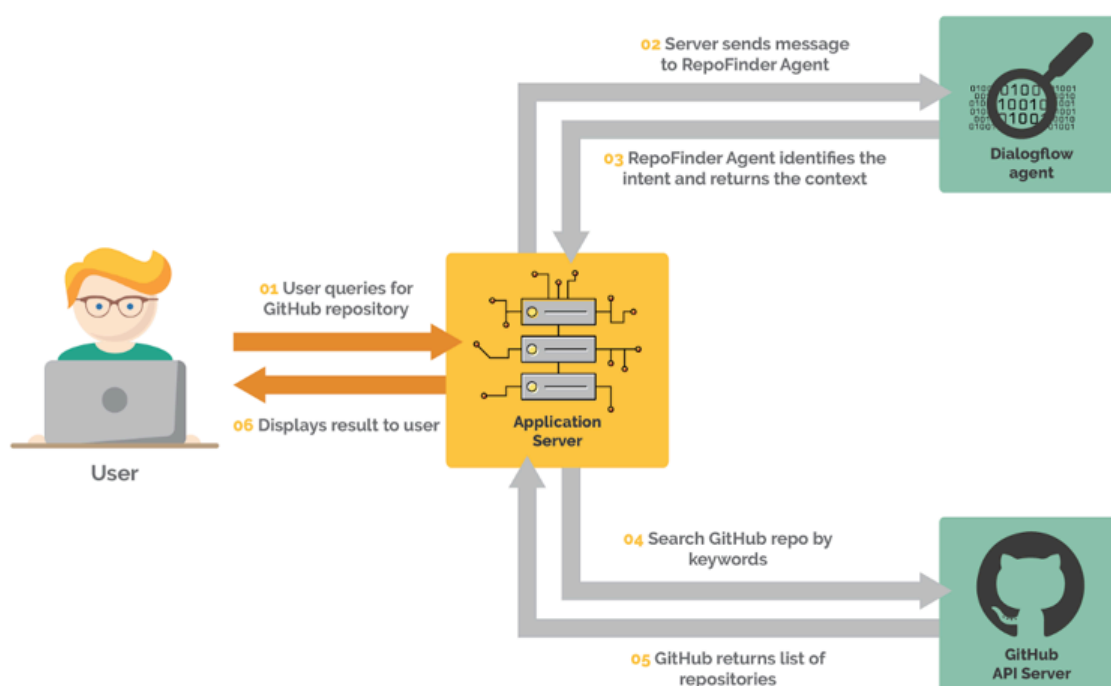 02 Server sends message
to RepoFinder Agent
Dialogflow
agent
03 RepoFinder Agent identifies the
intent and returns the context
01 User queries for
GitHub repository
06 Displays result to user
User
Application
Server
04 Search GitHub repo by
keywords
05 GitHub returns list of
repositories
GitHub
API Server